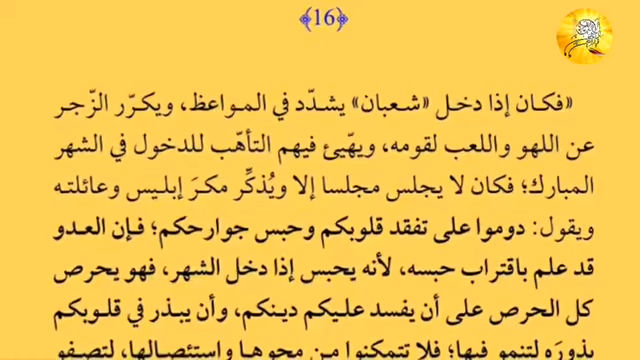 ﴿16﴾
«فكان إذا دخل «شعبان» يشدّد في المواعظ، ويكرّر الزّجر
عن اللهو واللعب لقومه، ويهّيئ فيهم التأهّب للدخول في الشهر
المبارك؛ فكان لا يجلس مجلسا إلا ويُذكِّر مكرَ إبليس وعائلته
ويقول: دوموا على تفقد قلوبكم وحبس جوارحكم؛ فإن العدو
قد علم باقتراب حبسه، لأنه يحبس إذا دخل الشهر، فهو يحرص
كل الحرص على أن يفسد عليكم دينكم، وأن يبذر في قلوبكم
بذورَه لتنمو فيها؛ فلا تتمكنوا من محوها واستئصالها، لتصفو